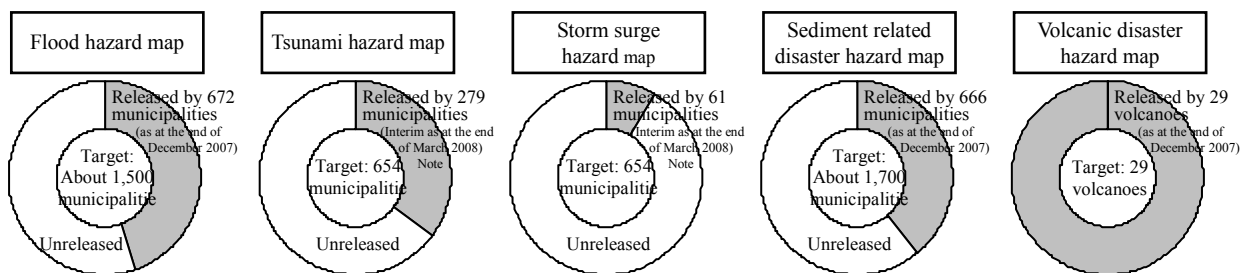 Flood hazard map
Released by 672
municipalities
(as at the end of
December 2007)
Target:
About 1,500
municipalitie
Unreleased
Tsunami hazard map
Released by 279
municipalities
(Interim as at the end
of March 2008)
Note
Target: 654
municipalitie
Unreleased
Storm surge
hazard map
Released by 61
municipalities
(Interim as at the end
of March 2008)
Note
Target: 654
municipalitie
Unreleased
Sediment related
disaster hazard map
Released by 666
municipalities
(as at the end of
December 2007)
Target:
About 1,700
municipalitie
Unreleased
Volcanic disaster
hazard map
Released by 29
volcanoes
(as at the end of
December 2007)
Target: 29
volcanoes